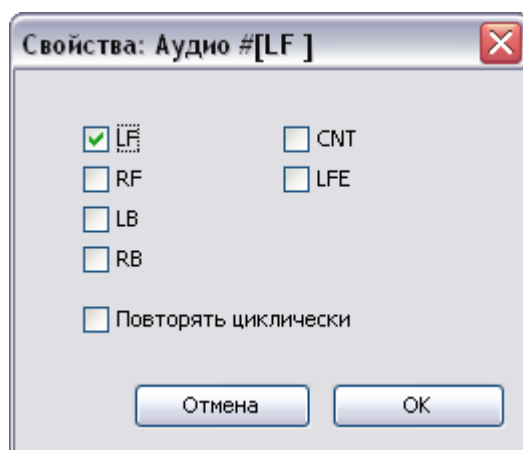 Свойства: Аудио #[LF ]
LF CNT
RF LFE
LB
RB
Повторять циклически
Отмена OK